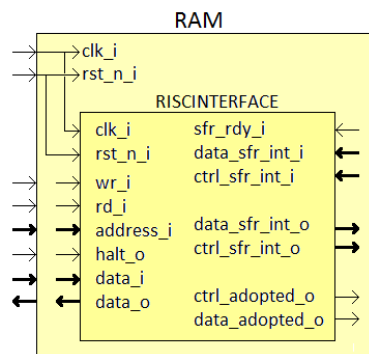 RAM
clk_i
rst_n_i
RISCINTERFACE
clk_i
rst_n_i
wr_i
rd_i
address_i
halt_o
data_i
data_o
sfr_rdy_i
data_sfr_int_i
ctrl_sfr_int_i
data_sfr_int_o
ctrl_sfr_int_o
ctrl_adopted_o
data_adopted_o